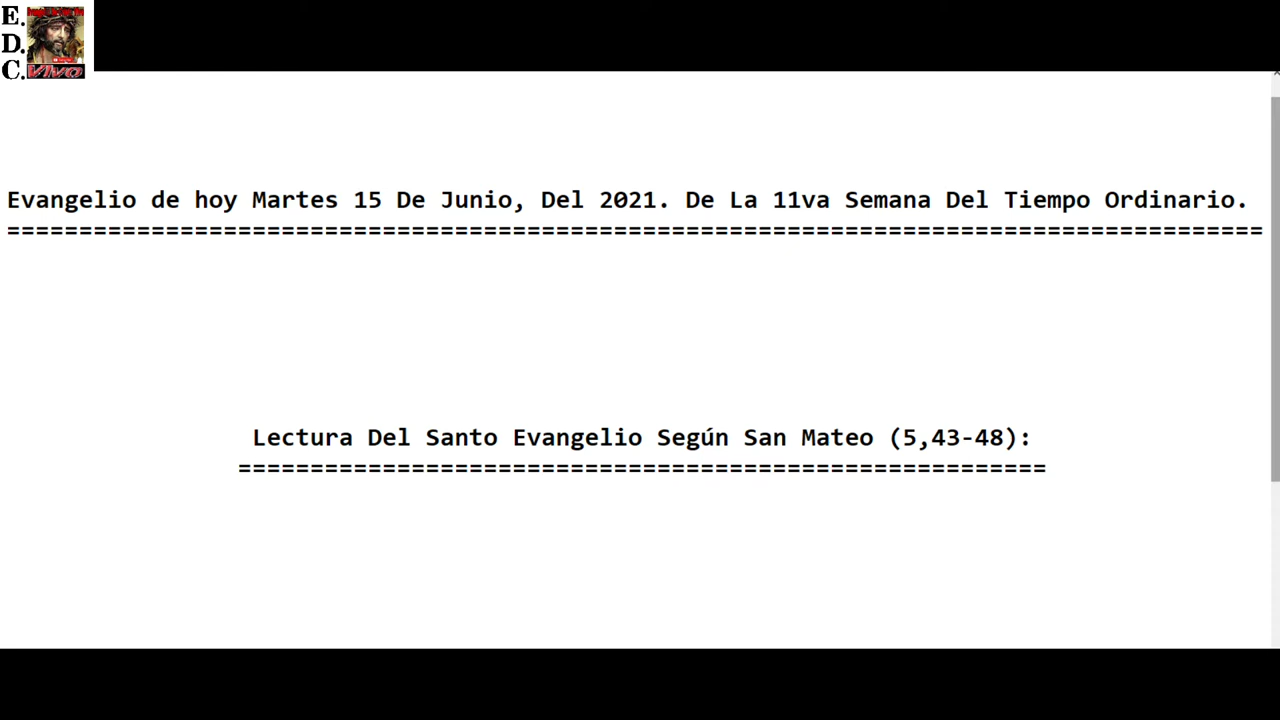 E.
D.
C.
Vivo
Evangelio de hoy Martes 15 De Junio, Del 2021. De La 11va Semana Del Tiempo Ordinario.
=======================================================================================
Lectura Del Santo Evangelio Según San Mateo (5,43-48):
========================================================